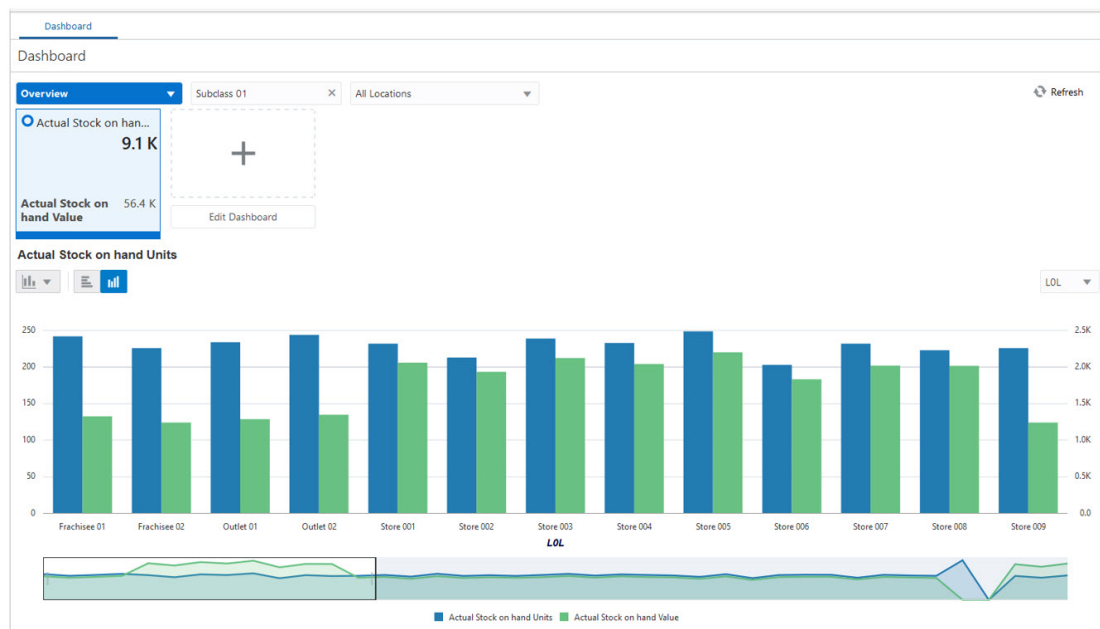 Dashboard
Dashboard
Overview Subclass 01 All Locations Refresh
Actual Stock on han...
9.1 K
Actual Stock on hand Value 56.4 K
Edit Dashboard
Actual Stock on hand Units
LOL
250 2.5K
200 2.0K
150 1.5K
100 1.0K
50 0.5K
0 0.0
Frachisee 01 Frachisee 02 Outlet 01 Outlet 02 Store 001 Store 002 Store 003 Store 004 Store 005 Store 006 Store 007 Store 008 Store 009
LOL
Actual Stock on hand Units Actual Stock on hand Value